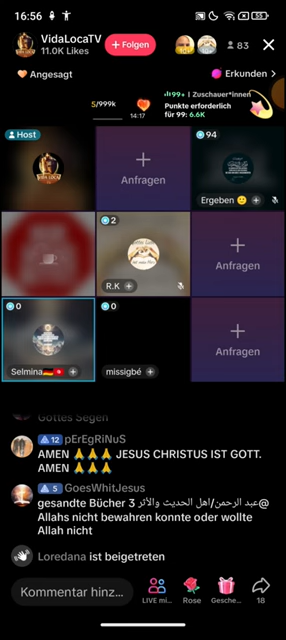 16:56
55
VidaLocaTV
11.0K Likes
+ Folgen
83
Angesagt
Erkunden >
5/999k
14:17
99+ | Zuschauer*innen
Punkte erforderlich
für 99: 6.6K
Host
Anfragen
94
Ergeben
2
R.K
Anfragen
0
Selmina
0
missigbé
Anfragen
Gottes Segen
12 pErEgRiNuS
AMEN 🙏🙏🙏 JESUS CHRISTUS IST GOTT.
AMEN 🙏🙏🙏
5 GoesWhitJesus
@عبد الرحمن/اهل الحديث والأثر 3 gesandte Bücher
Allahs nicht bewahren konnte oder wollte
Allah nicht
Loredana ist beigetreten
Kommentar hinz...
LIVE mi...
Rose
Gesche...
18